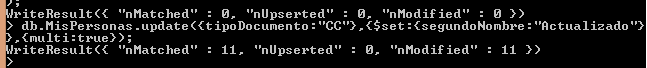 );
WriteResult({ "nMatched" : 0, "nUpserted" : 0, "nModified" : 0 })
> db.MisPersonas.update({tipoDocumento:"CC"},{$set:{segundoNombre:"Actualizado"}
},{multi:true});
WriteResult({ "nMatched" : 11, "nUpserted" : 0, "nModified" : 11 })
>